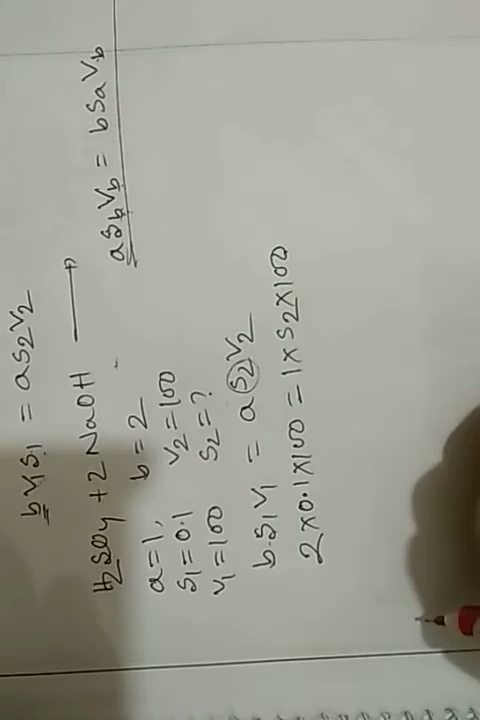 bV₁S₁ = aS₂V₂
H₂SO₄ + 2NaOH ⟶
aSbVb = bSaVb
a = 1, b = 2
S₁ = 0.1 V₂ = 100
V₁ = 100 S₂ = ?
b.S₁V₁ = aS₂V₂
2×0.1×100 = 1×S₂×100